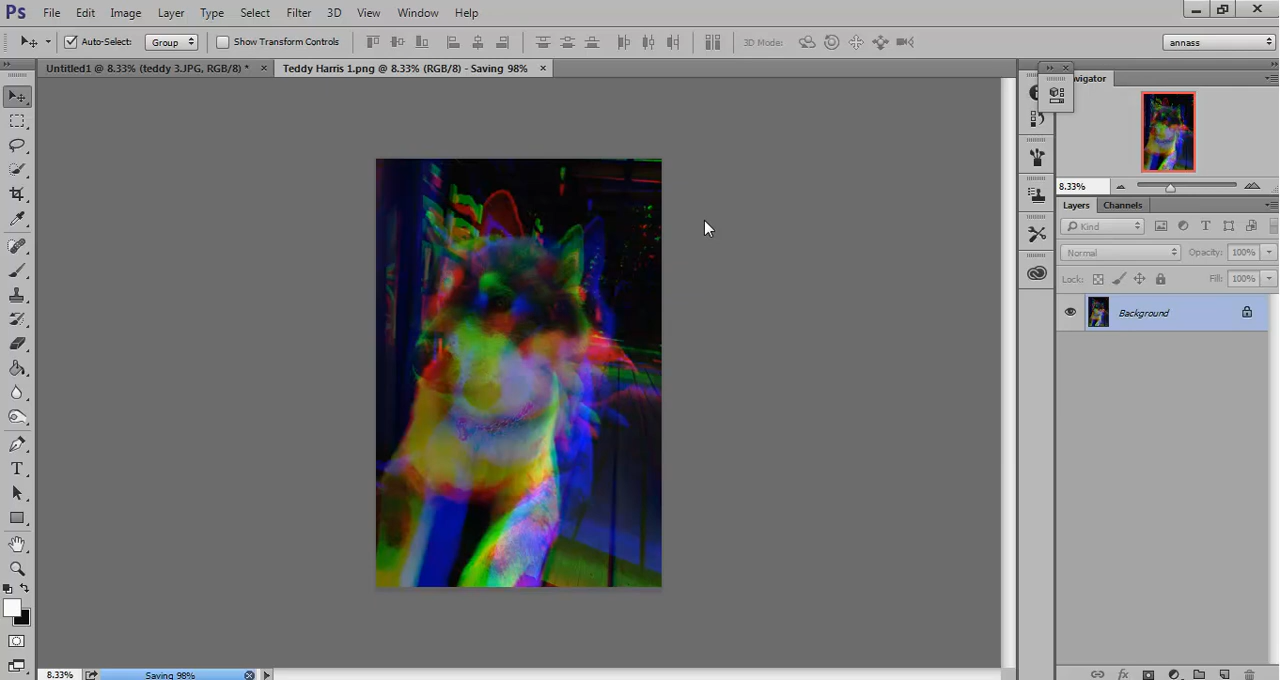 Ps File Edit Image Layer Type Select Filter 3D View Window Help
Auto-Select: Group Show Transform Controls 3D Mode: annass
Untitled1 @ 8.33% (teddy 3.JPG, RGB/8) * × Teddy Harris 1.png @ 8.33% (RGB/8) - Saving 98% ×
avigator
8.33%
Layers Channels
Kind
Normal Opacity: 100%
Lock: Fill: 100%
Background
8.33% Saving 98%